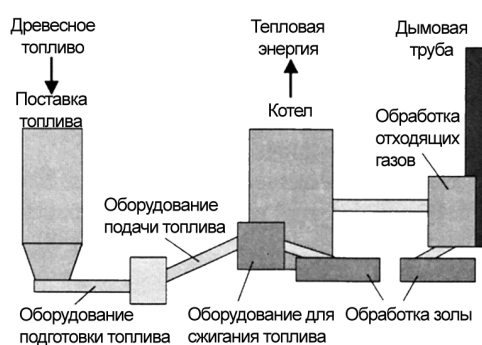 Древесное
топливо
Поставка
топлива
Тепловая
энергия
Котел
Дымовая
труба
Обработка
отходящих
газов
Оборудование
подачи топлива
Оборудование
подготовки топлива
Оборудование для
сжигания топлива
Обработка золы